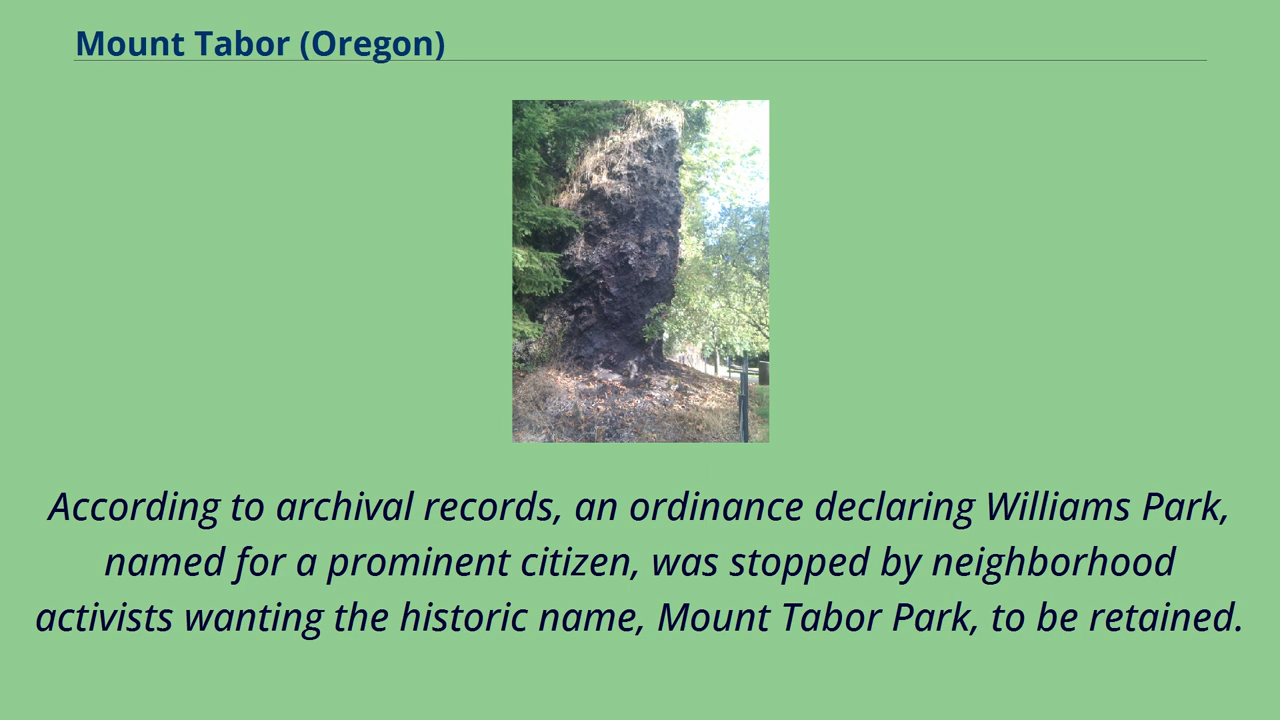 Mount Tabor (Oregon)
According to archival records, an ordinance declaring Williams Park,
named for a prominent citizen, was stopped by neighborhood
activists wanting the historic name, Mount Tabor Park, to be retained.